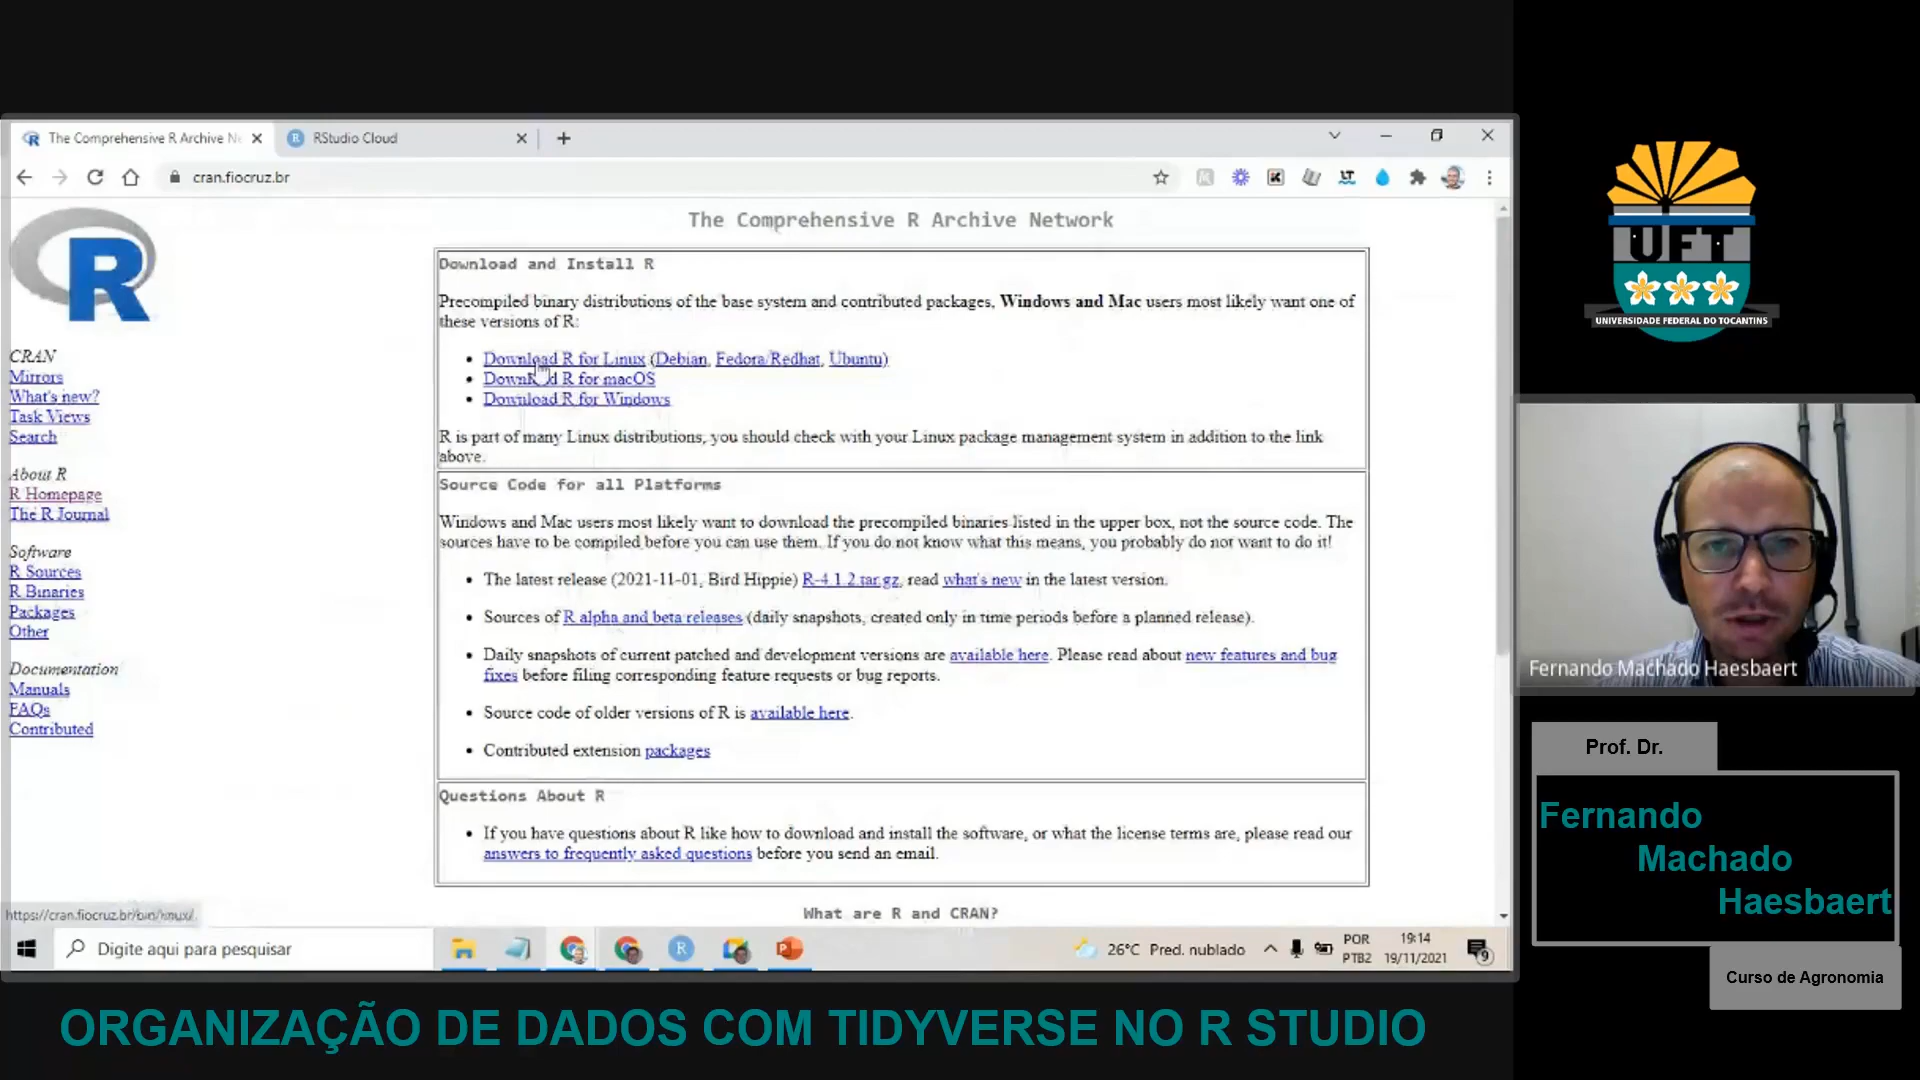 The Comprehensive R Archive Ne
RStudio Cloud
cran.fiocruz.br
The Comprehensive R Archive Network
Download and Install R
Precompiled binary distributions of the base system and contributed packages, Windows and Mac users most likely want one of
these versions of R:
Download R for Linux (Debian, Fedora/Redhat, Ubuntu)
Download R for macOS
Download R for Windows
R is part of many Linux distributions, you should check with your Linux package management system in addition to the link
above.
Source Code for all Platforms
Windows and Mac users most likely want to download the precompiled binaries listed in the upper box, not the source code. The
sources have to be compiled before you can use them. If you do not know what this means, you probably do not want to do it!
The latest release (2021-11-01, Bird Hippie) R-4.1.2.tar.gz, read what's new in the latest version.
Sources of R alpha and beta releases (daily snapshots, created only in time periods before a planned release).
Daily snapshots of current patched and development versions are available here. Please read about new features and bug
fixes before filing corresponding feature requests or bug reports.
Source code of older versions of R is available here.
Contributed extension packages
Questions About R
If you have questions about R like how to download and install the software, or what the license terms are, please read our
answers to frequently asked questions before you send an email.
What are R and CRAN?
R
CRAN
Mirrors
What's new?
Task Views
Search
About R
R Homepage
The R Journal
Software
R Sources
R Binaries
Packages
Other
Documentation
Manuals
FAQs
Contributed
https://cran.fiocruz.br/bin/linux/
Digite aqui para pesquisar
26°C Pred. nublado
POR
PTB2
19:14
19/11/2021
9
UFT
UNIVERSIDADE FEDERAL DO TOCANTINS
Fernando Machado Haesbaert
Prof. Dr.
Fernando
Machado
Haesbaert
Curso de Agronomia
ORGANIZAÇÃO DE DADOS COM TIDYVERSE NO R STUDIO